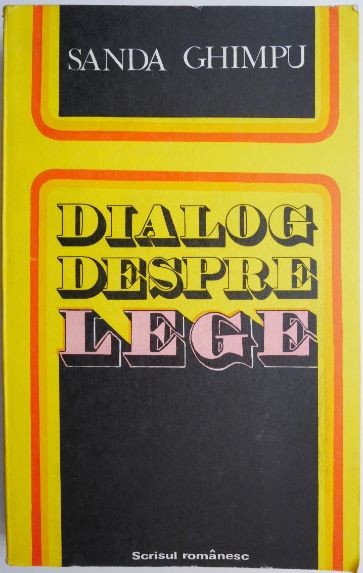 SANDA GHIMPU
DIALOG
DESPRE
LEGE
Scrisul românesc